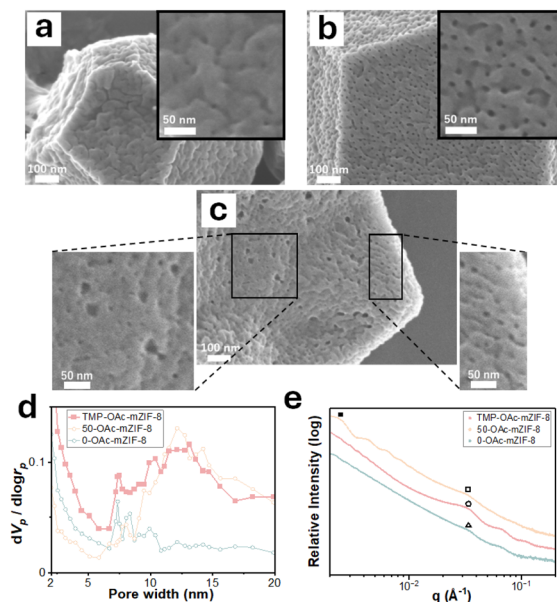 a
50 nm
100 nm
b
50 nm
100 nm
c
50 nm
100 nm
50 nm
d
TMP-OAc-mZIF-8
50-OAc-mZIF-8
0-OAc-mZIF-8
0.1
0
dVp / dlogrp
2
5
10
15
20
Pore width (nm)
e
TMP-OAc-mZIF-8
50-OAc-mZIF-8
0-OAc-mZIF-8
Relative Intensity (log)
10⁻²
10⁻¹
q (Å⁻¹)